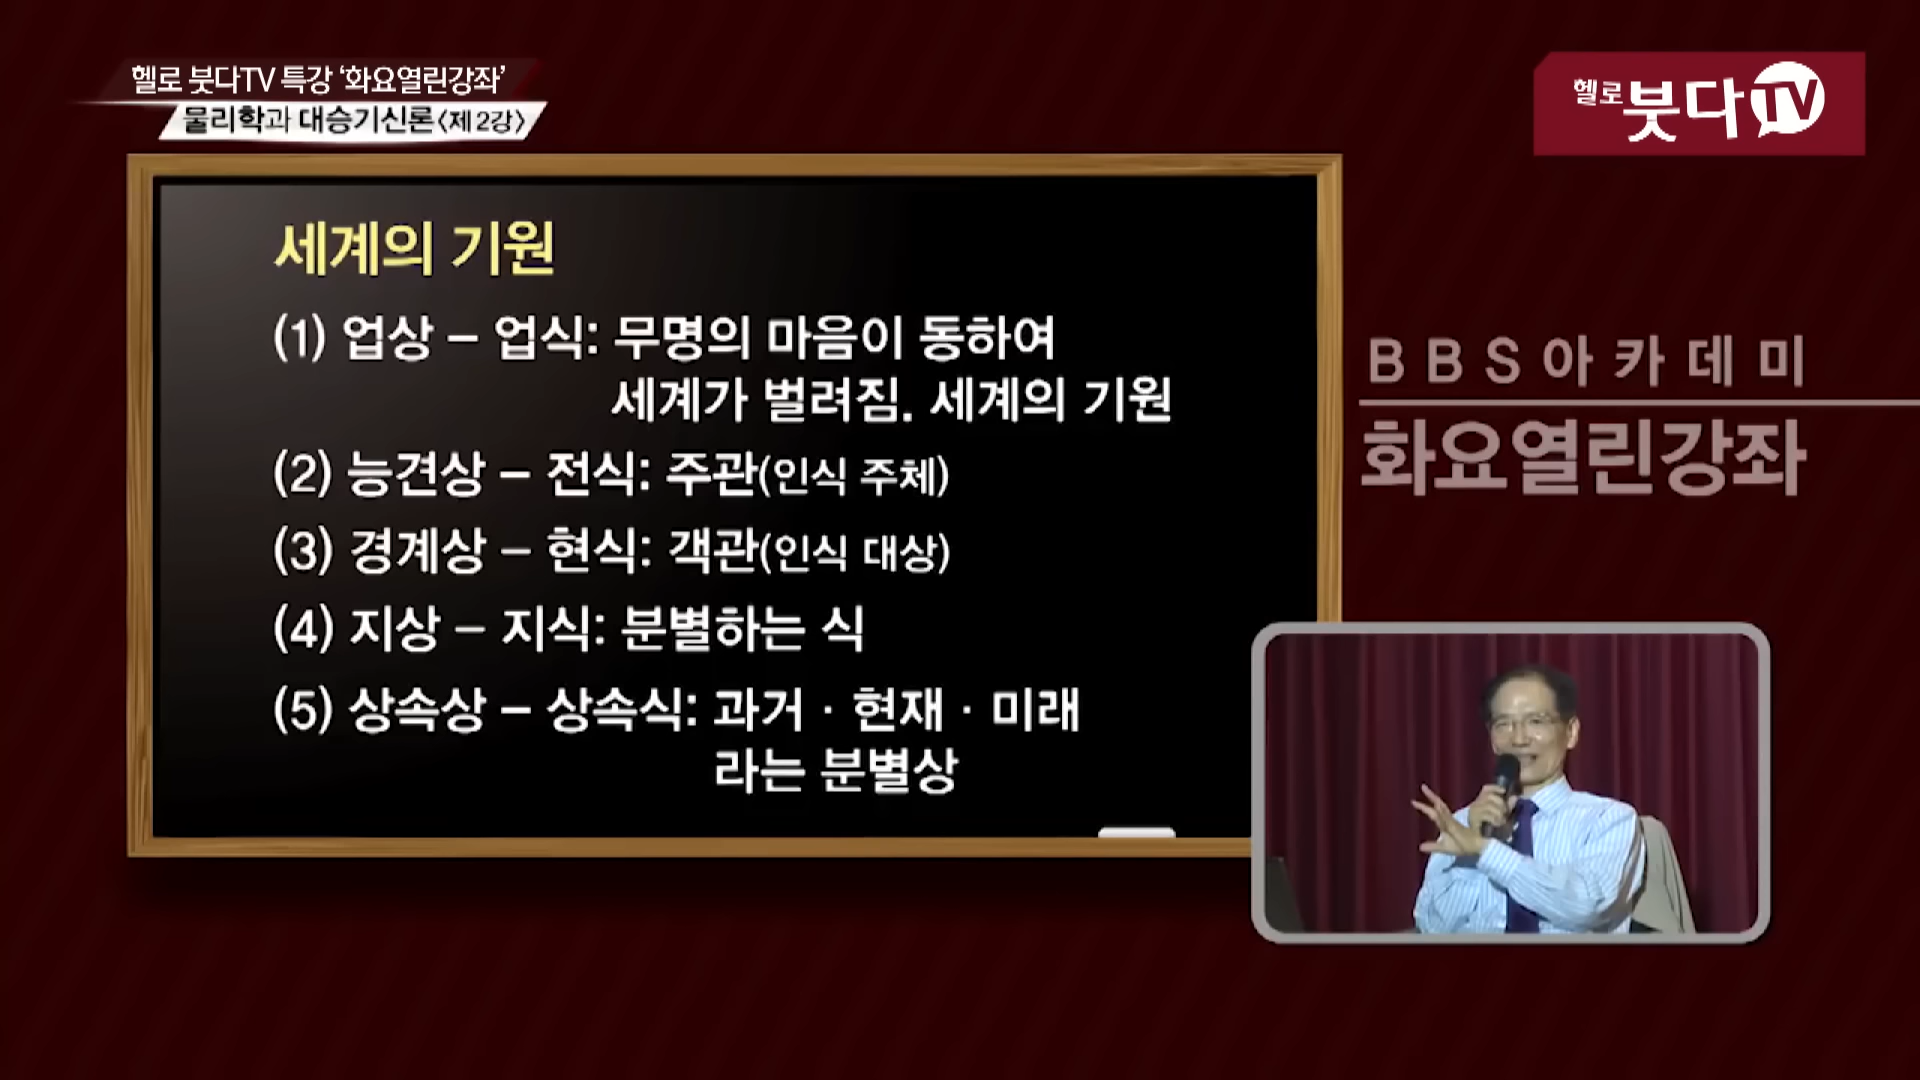 헬로 붓다TV 특강 ‘화요열린강좌’
물리학과 대승기신론〈제2강〉
헬로붓다TV
세계의 기원
(1) 업상 – 업식: 무명의 마음이 동하여
세계가 벌려짐. 세계의 기원
(2) 능견상 – 전식: 주관(인식 주체)
(3) 경계상 – 현식: 객관(인식 대상)
(4) 지상 – 지식: 분별하는 식
(5) 상속상 – 상속식: 과거 · 현재 · 미래
라는 분별상
BBS아카데미
화요열린강좌